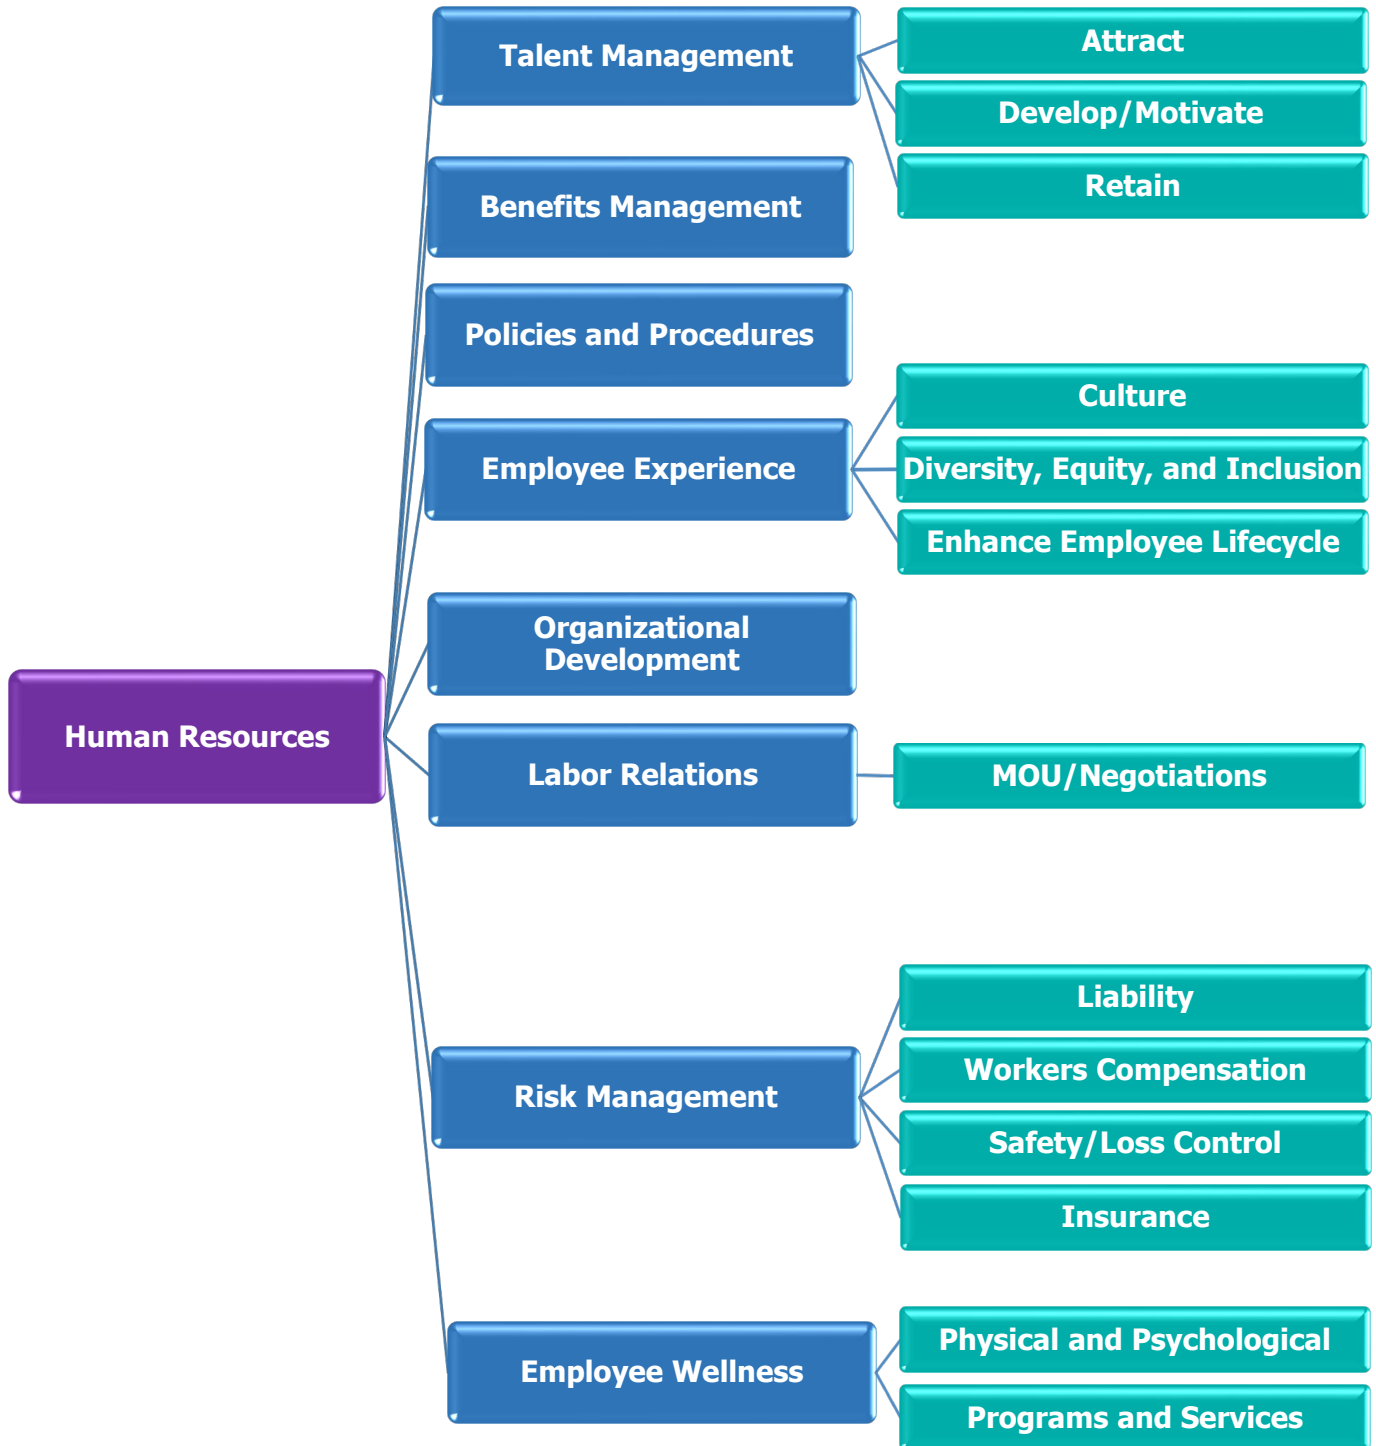 Talent Management
Attract
Develop/Motivate
Retain
Benefits Management
Policies and Procedures
Employee Experience
Culture
Diversity, Equity, and Inclusion
Enhance Employee Lifecycle
Organizational
Development
Human Resources
Labor Relations
MOU/Negotiations
Risk Management
Liability
Workers Compensation
Safety/Loss Control
Insurance
Employee Wellness
Physical and Psychological
Programs and Services